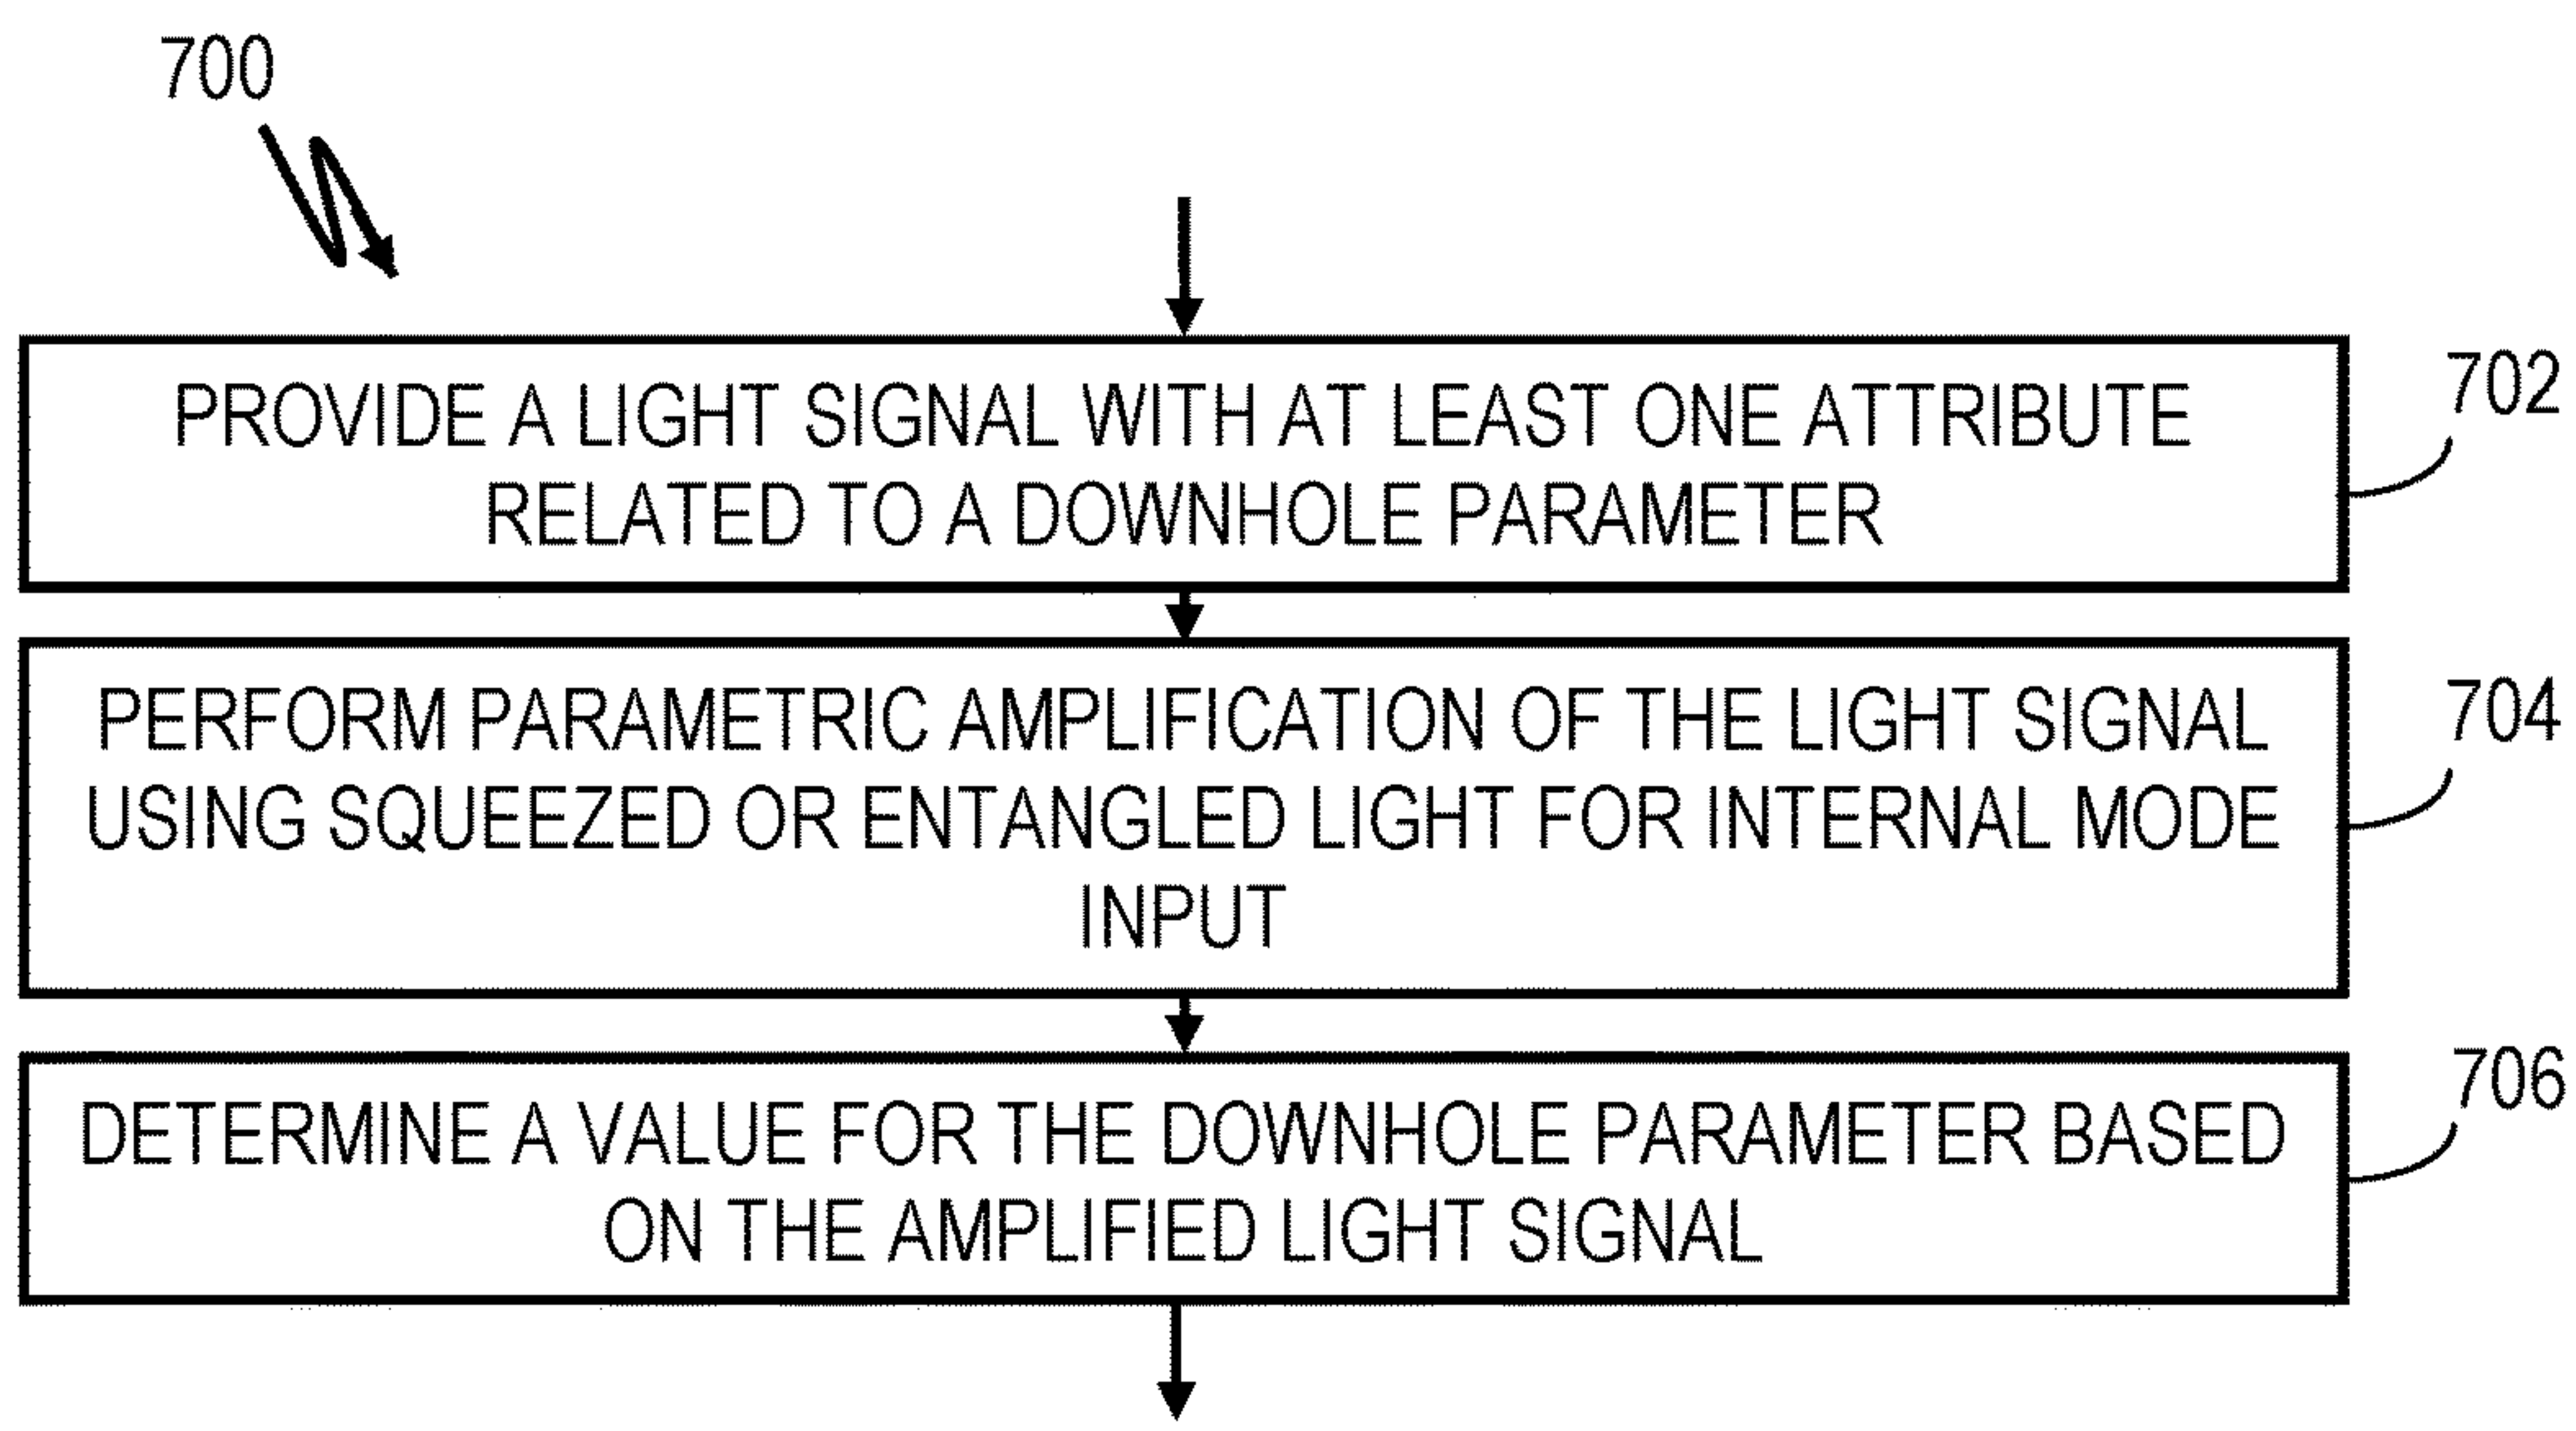 700
PROVIDE A LIGHT SIGNAL WITH AT LEAST ONE ATTRIBUTE
RELATED TO A DOWNHOLE PARAMETER
702
PERFORM PARAMETRIC AMPLIFICATION OF THE LIGHT SIGNAL
USING SQUEEZED OR ENTANGLED LIGHT FOR INTERNAL MODE
INPUT
704
DETERMINE A VALUE FOR THE DOWNHOLE PARAMETER BASED
ON THE AMPLIFIED LIGHT SIGNAL
706